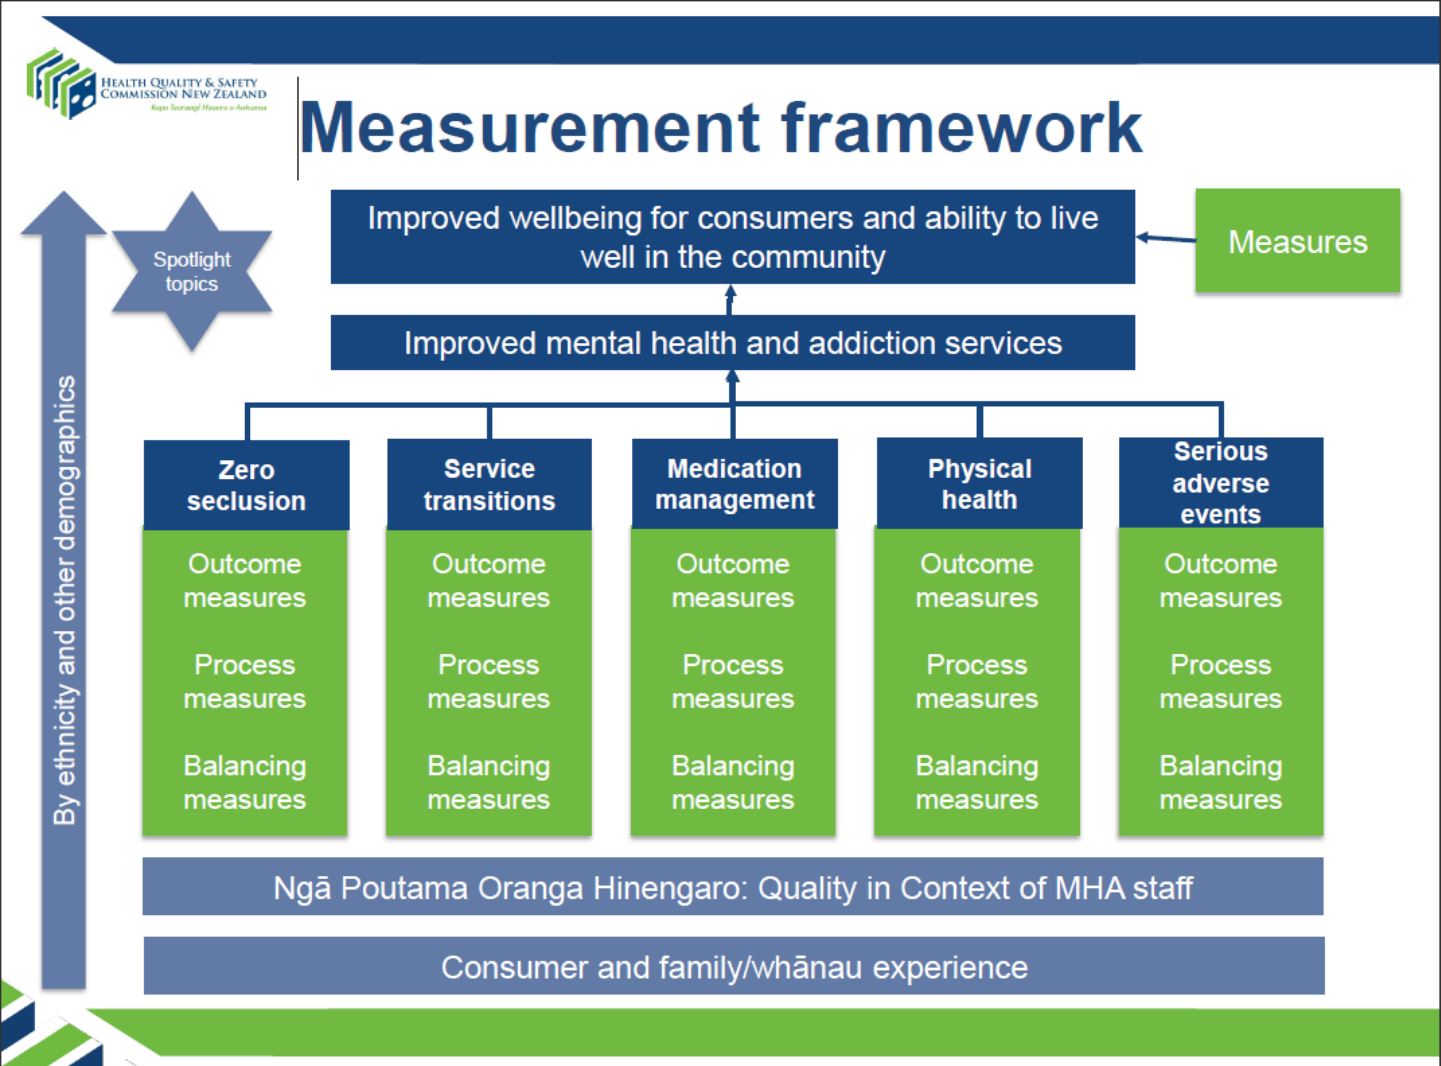 HEALTH QUALITY & SAFETY
COMMISSION NEW ZEALAND
Kupu Taurangi Hauora o Aotearoa
Measurement framework
Spotlight
topics
Improved wellbeing for consumers and ability to live
well in the community
Measures
Improved mental health and addiction services
By ethnicity and other demographics
Zero
seclusion
Outcome
measures
Process
measures
Balancing
measures
Service
transitions
Outcome
measures
Process
measures
Balancing
measures
Medication
management
Outcome
measures
Process
measures
Balancing
measures
Physical
health
Outcome
measures
Process
measures
Balancing
measures
Serious
adverse
events
Outcome
measures
Process
measures
Balancing
measures
Ngā Poutama Oranga Hinengaro: Quality in Context of MHA staff
Consumer and family/whānau experience